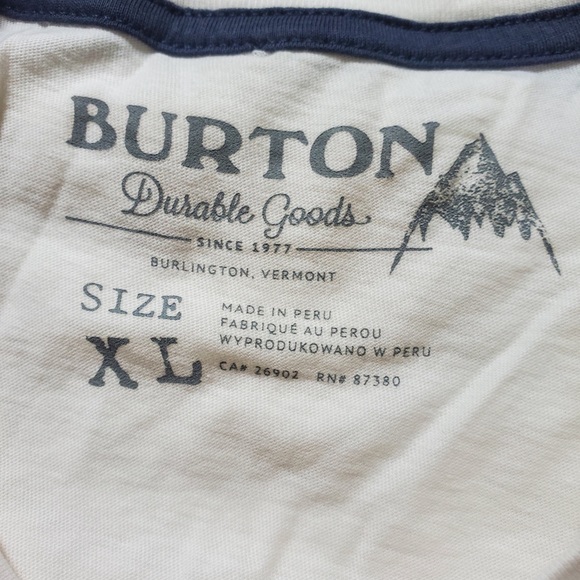 BURTON
Durable Goods
SINCE 1977
BURLINGTON, VERMONT
SIZE
XL
MADE IN PERU
FABRIQUÉ AU PEROU
WYPRODUKOWANO W PERU
CA# 26902 RN# 87380